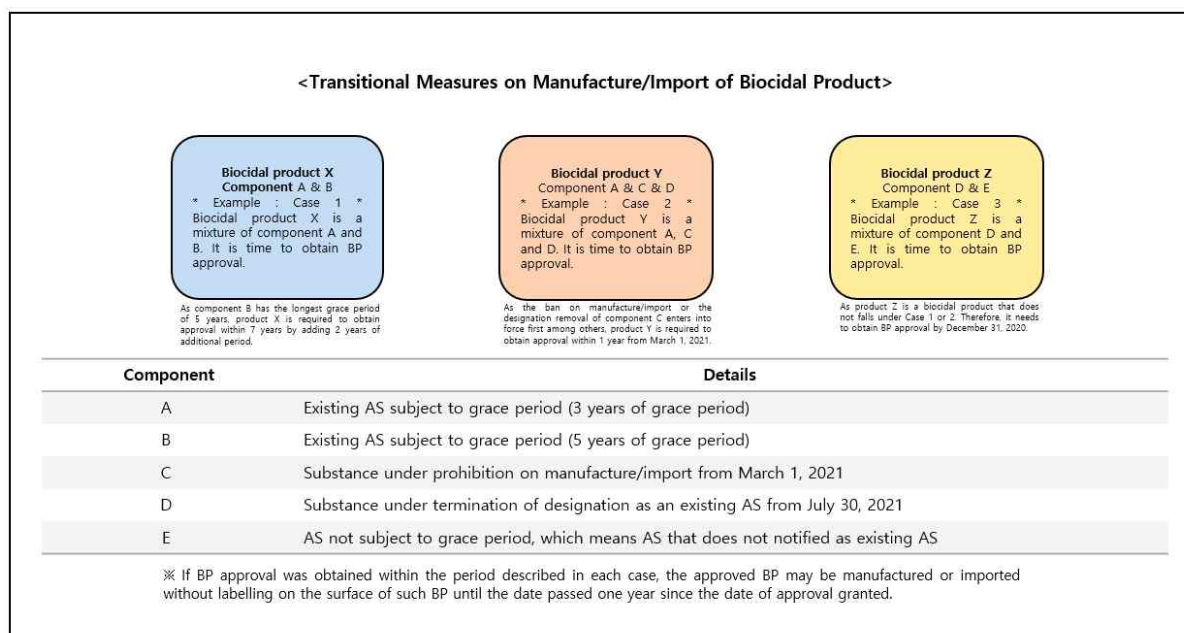 <Transitional Measures on Manufacture/Import of Biocidal Product>
Biocidal product X
Component A & B
* Example : Case 1 *
Biocidal product X is a
mixture of component A and
B. It is time to obtain BP
approval.
As component B has the longest grace period
of 5 years, product X is required to obtain
approval within 7 years by adding 2 years of
additional period.
Biocidal product Y
Component A & C & D
* Example : Case 2 *
Biocidal product Y is a
mixture of component A, C
and D. It is time to obtain BP
approval.
As the ban on manufacture/import or the
designation removal of component C enters into
force first among others, product Y is required to
obtain approval within 1 year from March 1, 2021.
Biocidal product Z
Component D & E
* Example : Case 3 *
Biocidal product Z is a
mixture of component D and
E. It is time to obtain BP
approval.
As product Z is a biocidal product that does
not falls under Case 1 or 2. Therefore, it needs
to obtain BP approval by December 31, 2020.
Component Details
A Existing AS subject to grace period (3 years of grace period)
B Existing AS subject to grace period (5 years of grace period)
C Substance under prohibition on manufacture/import from March 1, 2021
D Substance under termination of designation as an existing AS from July 30, 2021
E AS not subject to grace period, which means AS that does not notified as existing AS
※ If BP approval was obtained within the period described in each case, the approved BP may be manufactured or imported
without labelling on the surface of such BP until the date passed one year since the date of approval granted.